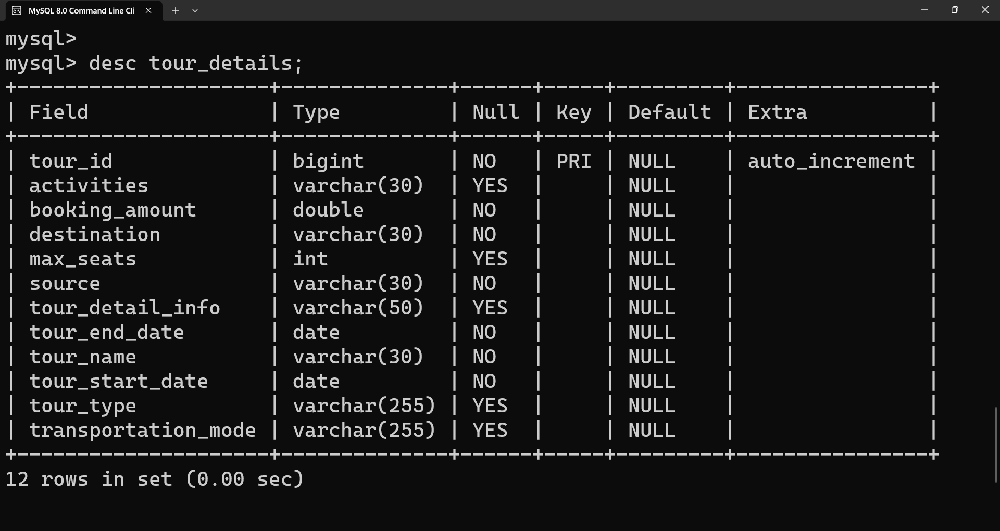 MySQL 8.0 Command Line Cli
mysql>
mysql> desc tour_details;
+---------------------+--------------+------+-----+---------+----------------+
| Field               | Type         | Null | Key | Default | Extra          |
+---------------------+--------------+------+-----+---------+----------------+
| tour_id             | bigint       | NO   | PRI | NULL    | auto_increment |
| activities          | varchar(30)  | YES  |     | NULL    |                |
| booking_amount      | double       | NO   |     | NULL    |                |
| destination         | varchar(30)  | NO   |     | NULL    |                |
| max_seats           | int          | YES  |     | NULL    |                |
| source              | varchar(30)  | NO   |     | NULL    |                |
| tour_detail_info    | varchar(50)  | YES  |     | NULL    |                |
| tour_end_date       | date         | NO   |     | NULL    |                |
| tour_name           | varchar(30)  | NO   |     | NULL    |                |
| tour_start_date     | date         | NO   |     | NULL    |                |
| tour_type           | varchar(255) | YES  |     | NULL    |                |
| transportation_mode | varchar(255) | YES  |     | NULL    |                |
+---------------------+--------------+------+-----+---------+----------------+
12 rows in set (0.00 sec)